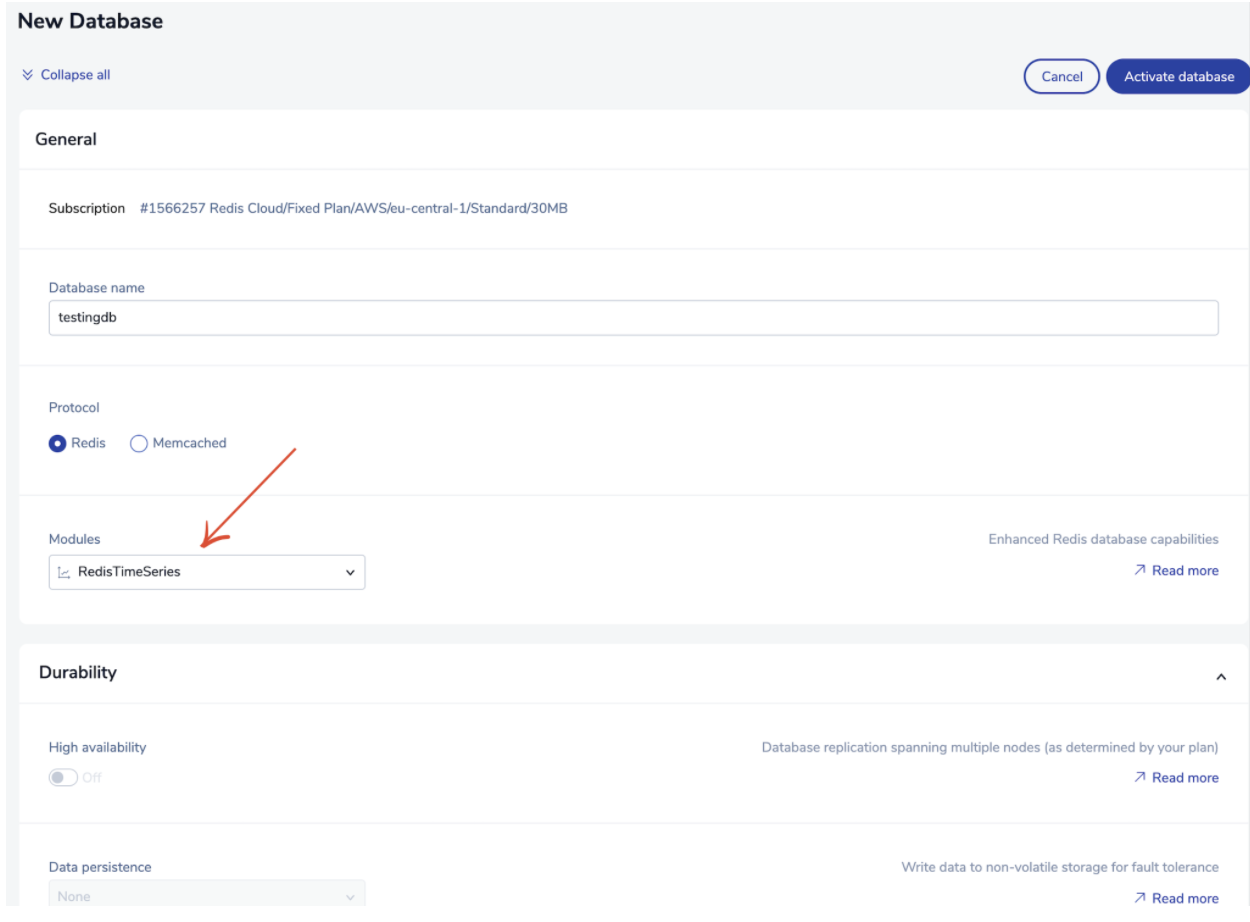 New Database
Collapse all
Cancel
Activate database
General
Subscription #1566257 Redis Cloud/Fixed Plan/AWS/eu-central-1/Standard/30MB
Database name
testingdb
Protocol
Redis Memcached
Modules
Enhanced Redis database capabilities
RedisTimeSeries
Read more
Durability
High availability
Database replication spanning multiple nodes (as determined by your plan)
Off
Read more
Data persistence
Write data to non-volatile storage for fault tolerance
None
Read more